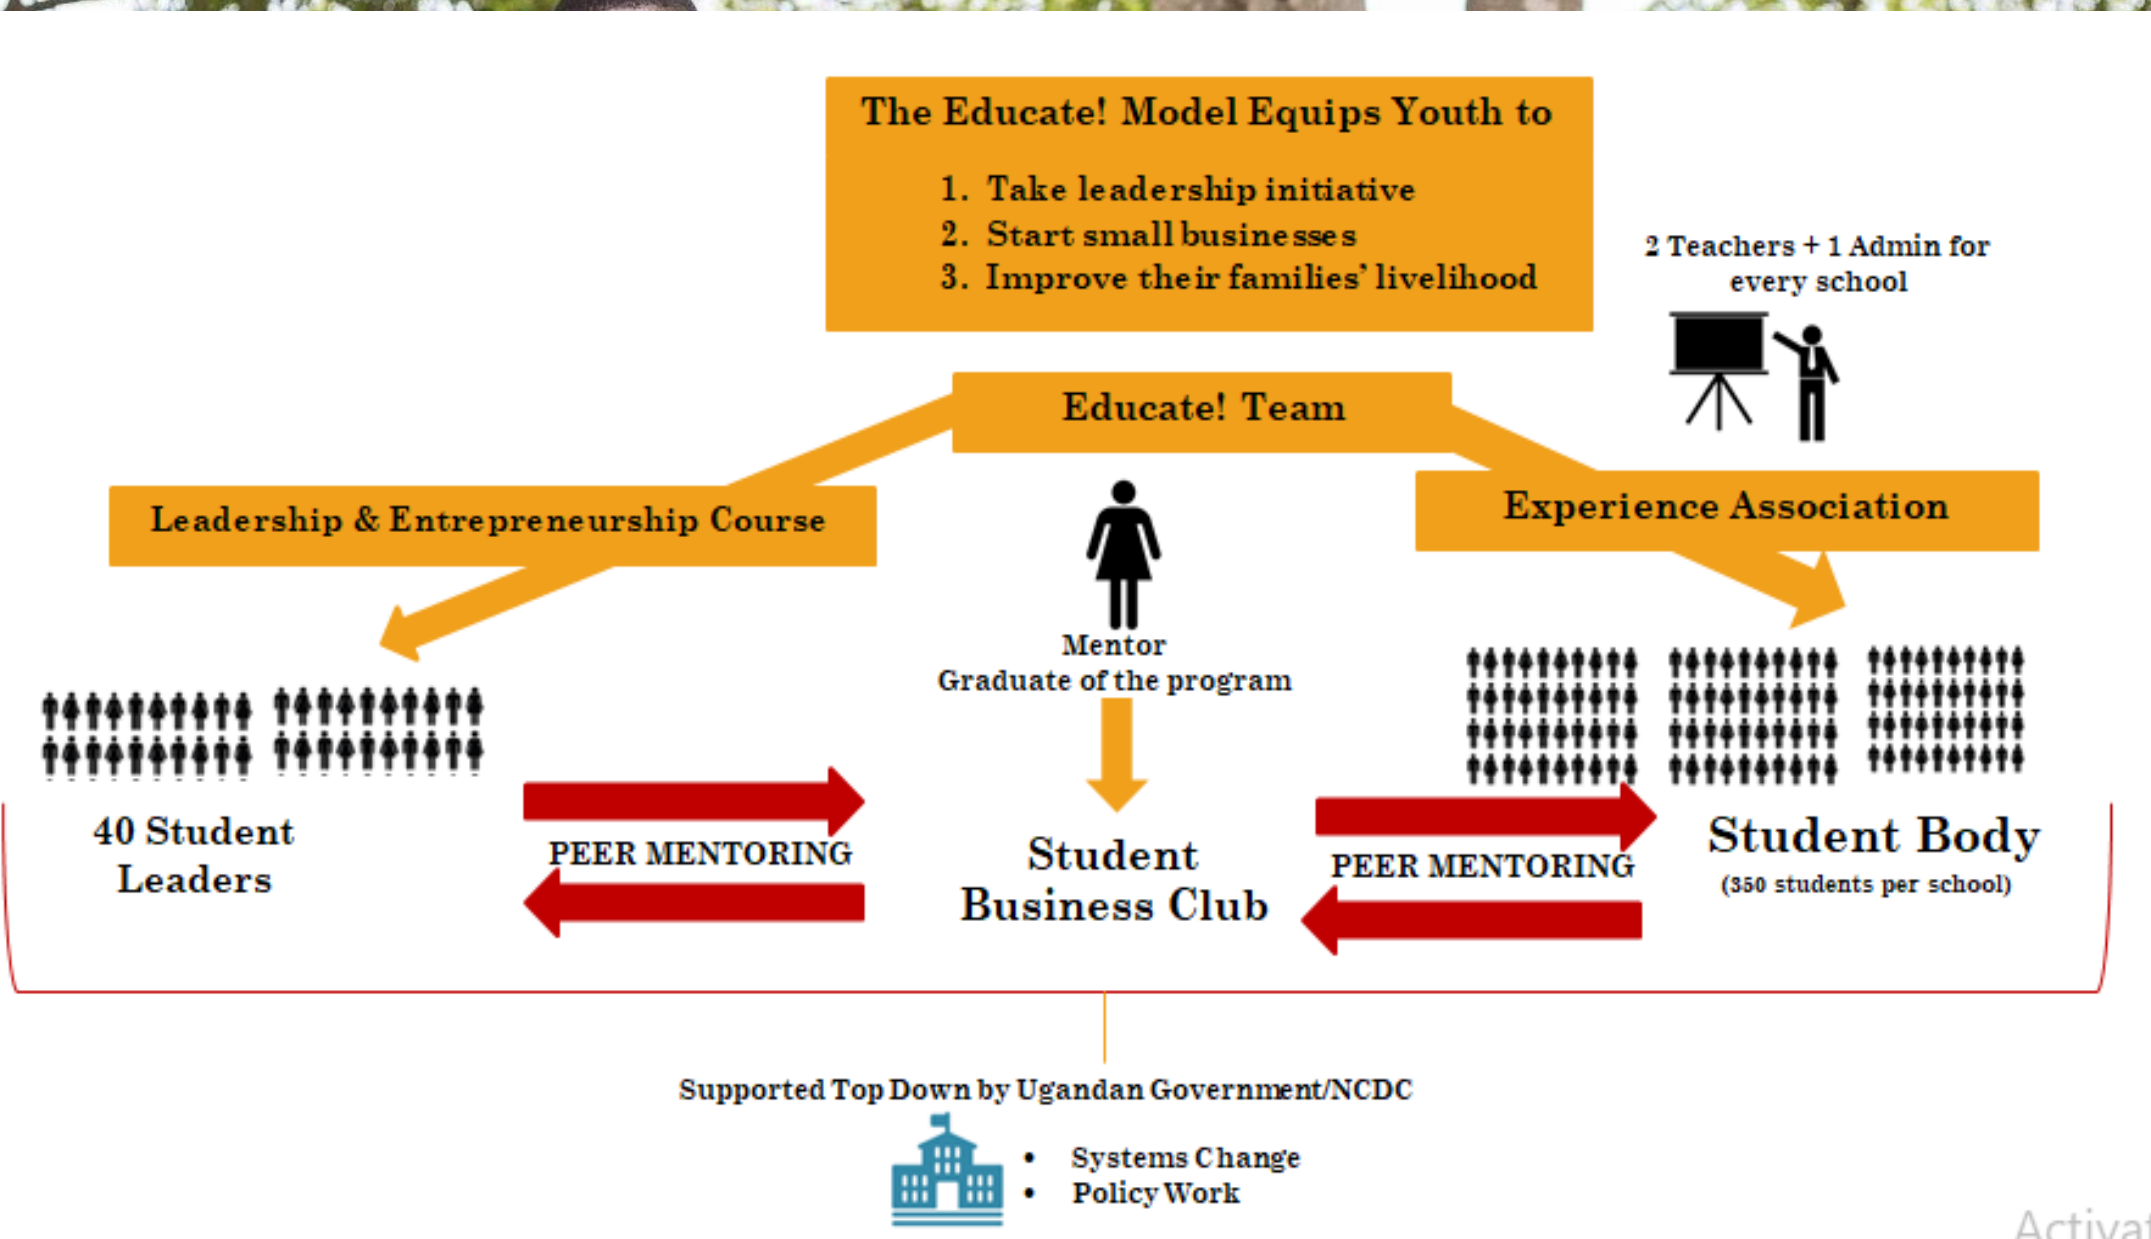 The Educate! Model Equips Youth to
1. Take leadership initiative
2. Start small businesses
3. Improve their families' livelihood
2 Teachers + 1 Admin for
every school
Educate! Team
Leadership & Entrepreneurship Course
Experience Association
Mentor
Graduate of the program
40 Student
Leaders
PEER MENTORING
Student
Business Club
PEER MENTORING
Student Body
(350 students per school)
Supported Top Down by Ugandan Government/NCDC
• Systems Change
• Policy Work